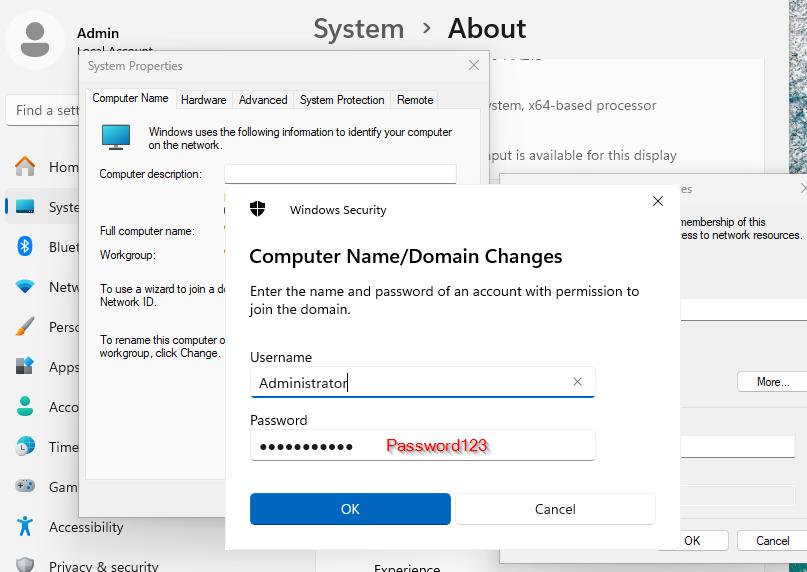 Admin
Local Account
System > About
System Properties
Find a sett
Computer Name Hardware Advanced System Protection Remote
ystem, x64-based processor
Windows uses the following information to identify your computer
on the network.
nput is available for this display
Computer description:
Home
System
membership of this
ess to network resources.
Full computer name:
Workgroup:
Bluet
To use a wizard to join a do
Network ID.
Netw
To rename this computer o
workgroup, click Change.
Perso
Apps
Acco
Time
Gam
Accessibility
Privacy & security
Windows Security
Computer Name/Domain Changes
Enter the name and password of an account with permission to
join the domain.
Username
Administrator
Password
●●●●●●●●●●● Password123
OK Cancel
More...
OK Cancel
Experience